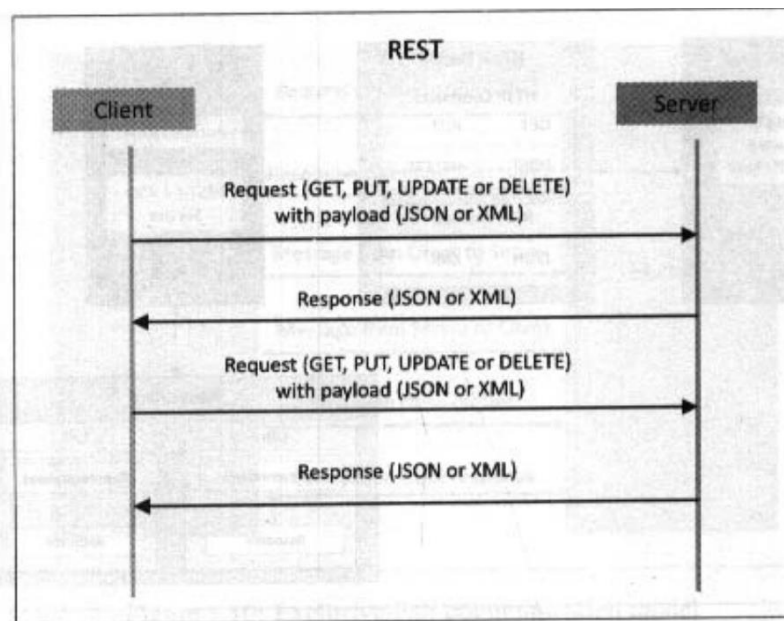 REST
Client
Server
Request (GET, PUT, UPDATE or DELETE)
with payload (JSON or XML)
Response (JSON or XML)
Request (GET, PUT, UPDATE or DELETE)
with payload (JSON or XML)
Response (JSON or XML)